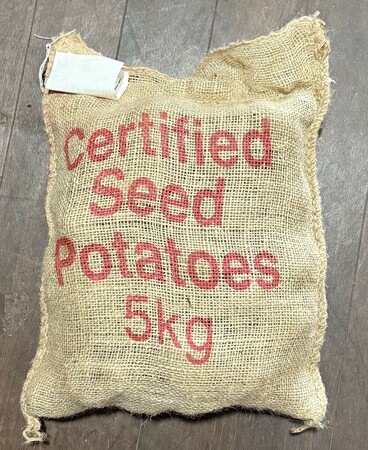 Certified
Seed
Potatoes
5kg